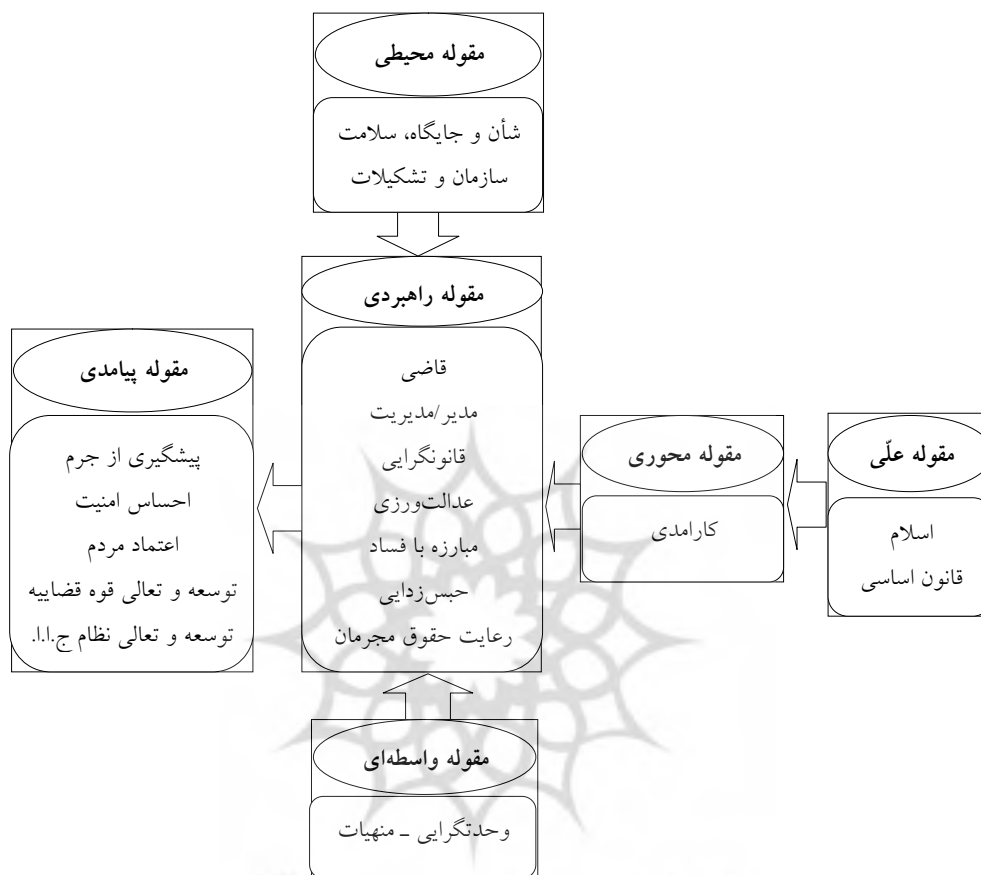 مقوله محیطی
شأن و جایگاه، سلامت
سازمان و تشکیلات
مقوله علّی
اسلام
قانون اساسی
مقوله محوری
کارامدی
مقوله راهبردی
قاضی
مدیر/مدیریت
قانونگرایی
عدالت‌ورزی
مبارزه با فساد
حبس‌زدایی
رعایت حقوق مجرمان
مقوله پیامدی
پیشگیری از جرم
احساس امنیت
اعتماد مردم
توسعه و تعالی قوه قضاییه
توسعه و تعالی نظام ج.ا.ا.
مقوله واسطه‌ای
وحدتگرایی ـ منهیات